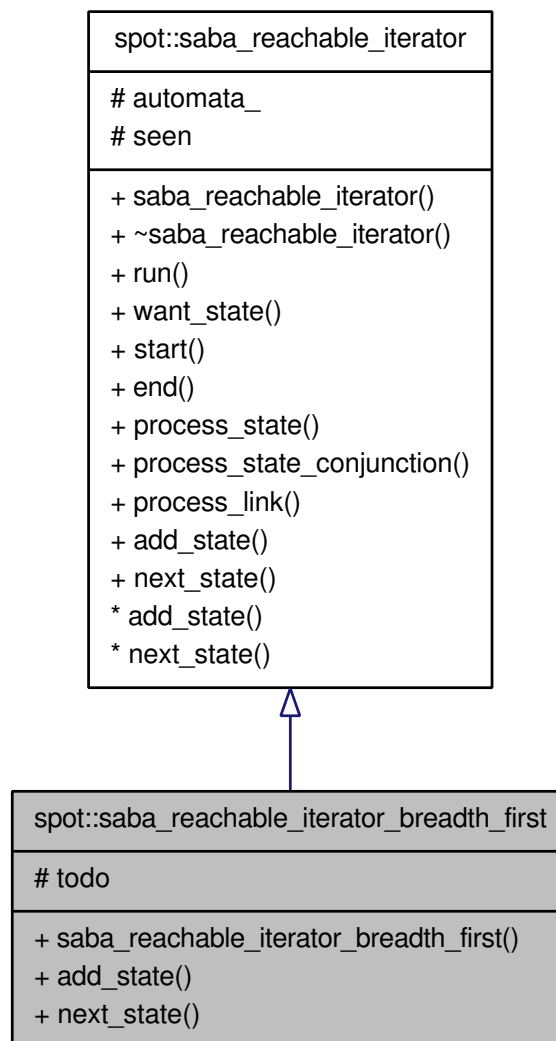 spot::saba_reachable_iterator
# automata_
# seen
+ saba_reachable_iterator()
+ ~saba_reachable_iterator()
+ run()
+ want_state()
+ start()
+ end()
+ process_state()
+ process_state_conjunction()
+ process_link()
+ add_state()
+ next_state()
* add_state()
* next_state()
spot::saba_reachable_iterator_breadth_first
# todo
+ saba_reachable_iterator_breadth_first()
+ add_state()
+ next_state()